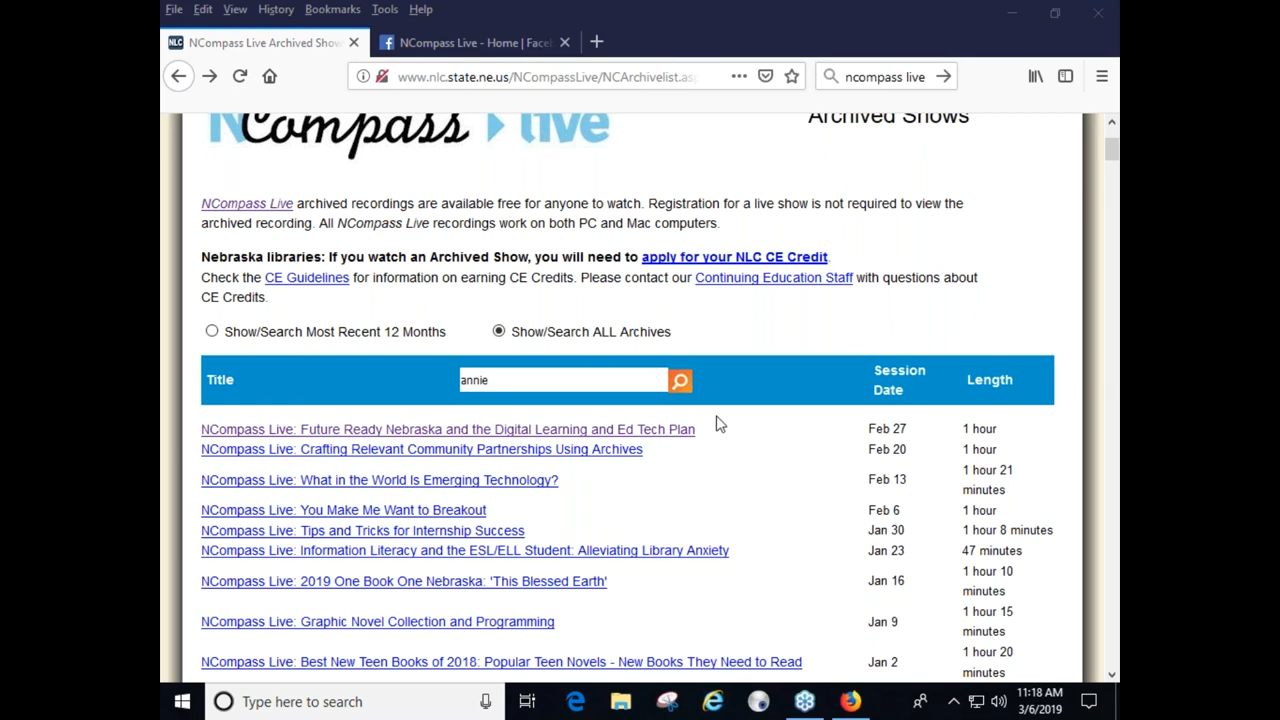 File Edit View History Bookmarks Tools Help
NLC NCompass Live Archived Show NCompass Live - Home | Face
www.nlc.state.ne.us/NCompassLive/NCArchivelist.as ncompass live
NCompass live
Archived Shows
NCompass Live archived recordings are available free for anyone to watch. Registration for a live show is not required to view the
archived recording. All NCompass Live recordings work on both PC and Mac computers.
Nebraska libraries: If you watch an Archived Show, you will need to apply for your NLC CE Credit.
Check the CE Guidelines for information on earning CE Credits. Please contact our Continuing Education Staff with questions about
CE Credits.
Show/Search Most Recent 12 Months Show/Search ALL Archives
Title annie Session Date Length
NCompass Live: Future Ready Nebraska and the Digital Learning and Ed Tech Plan Feb 27 1 hour
NCompass Live: Crafting Relevant Community Partnerships Using Archives Feb 20 1 hour
NCompass Live: What in the World Is Emerging Technology? Feb 13 1 hour 21 minutes
NCompass Live: You Make Me Want to Breakout Feb 6 1 hour
NCompass Live: Tips and Tricks for Internship Success Jan 30 1 hour 8 minutes
NCompass Live: Information Literacy and the ESL/ELL Student: Alleviating Library Anxiety Jan 23 47 minutes
NCompass Live: 2019 One Book One Nebraska: 'This Blessed Earth' Jan 16 1 hour 10 minutes
NCompass Live: Graphic Novel Collection and Programming Jan 9 1 hour 15 minutes
NCompass Live: Best New Teen Books of 2018: Popular Teen Novels - New Books They Need to Read Jan 2 1 hour 20 minutes
Type here to search
11:18 AM
3/6/2019